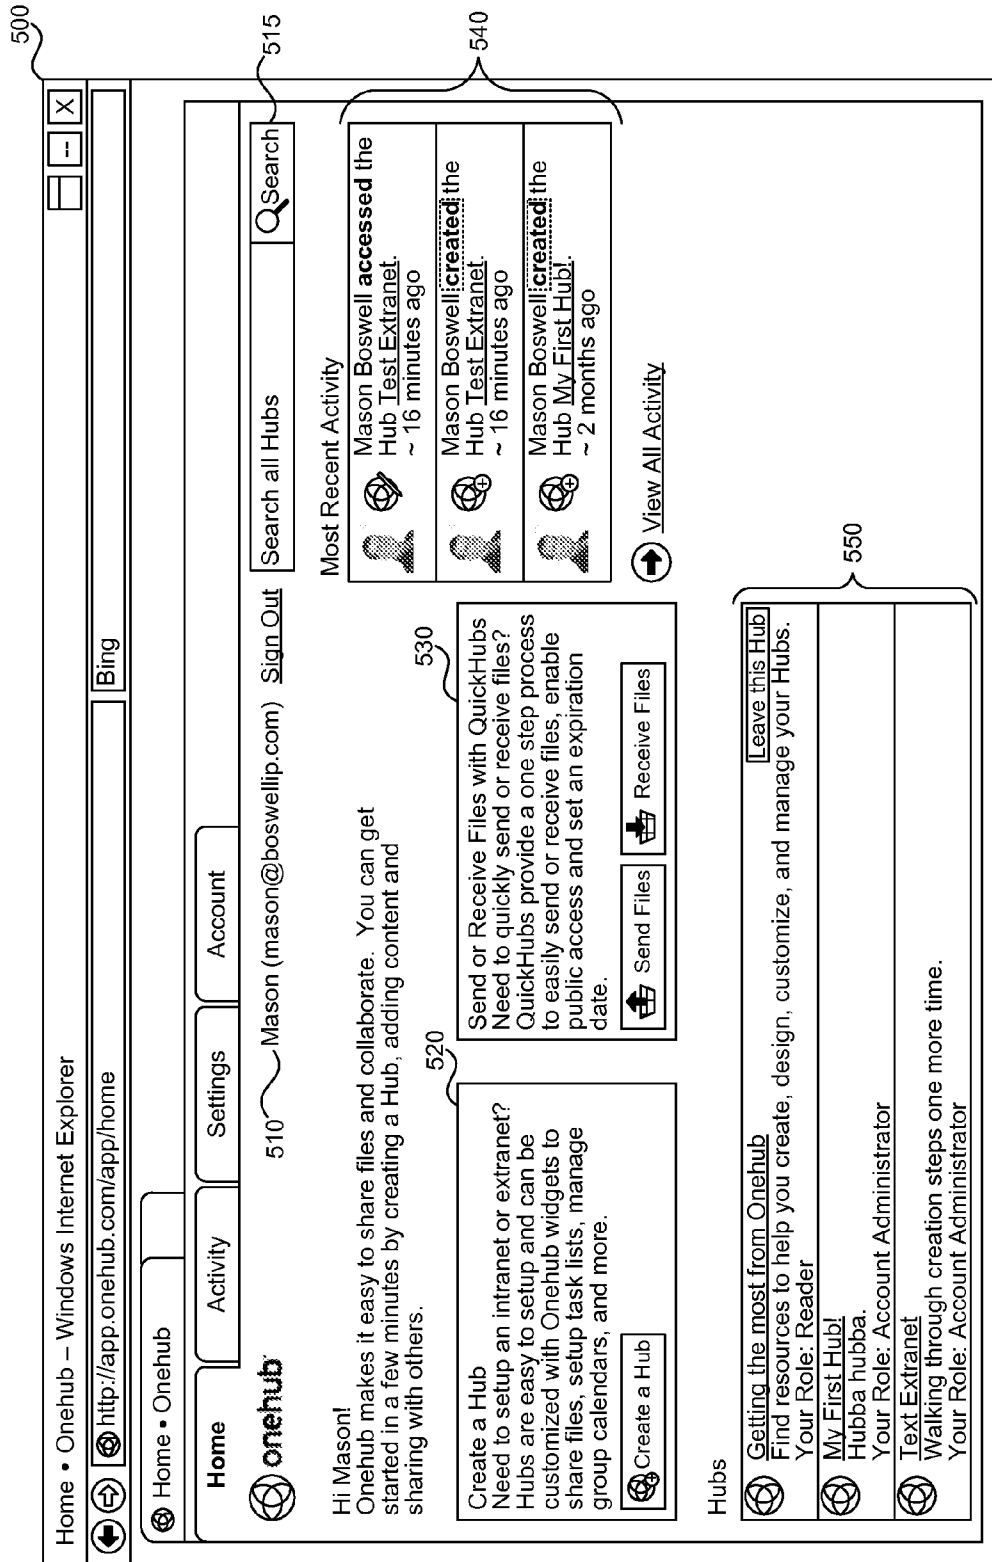 500
Home • Onehub – Windows Internet Explorer
-- X
http://app.onehub.com/app/home
Bing
Home • Onehub
Home
Activity
Settings
Account
onehub
510
Mason (mason@boswellip.com) Sign Out
Search all Hubs
Search
515
Hi Mason!
Onehub makes it easy to share files and collaborate. You can get
started in a few minutes by creating a Hub, adding content and
sharing with others.
520
Create a Hub
Need to setup an intranet or extranet?
Hubs are easy to setup and can be
customized with Onehub widgets to
share files, setup task lists, manage
group calendars, and more.
Create a Hub
530
Send or Receive Files with QuickHubs
Need to quickly send or receive files?
QuickHubs provide a one step process
to easily send or receive files, enable
public access and set an expiration
date.
Send Files
Receive Files
Most Recent Activity
540
Mason Boswell accessed the
Hub Test Extranet.
~ 16 minutes ago
Mason Boswell created the
Hub Test Extranet.
~ 16 minutes ago
Mason Boswell created the
Hub My First Hub!.
~ 2 months ago
View All Activity
Hubs
550
Getting the most from Onehub
Leave this Hub
Find resources to help you create, design, customize, and manage your Hubs.
Your Role: Reader
My First Hub!
Hubba hubba.
Your Role: Account Administrator
Text Extranet
Walking through creation steps one more time.
Your Role: Account Administrator